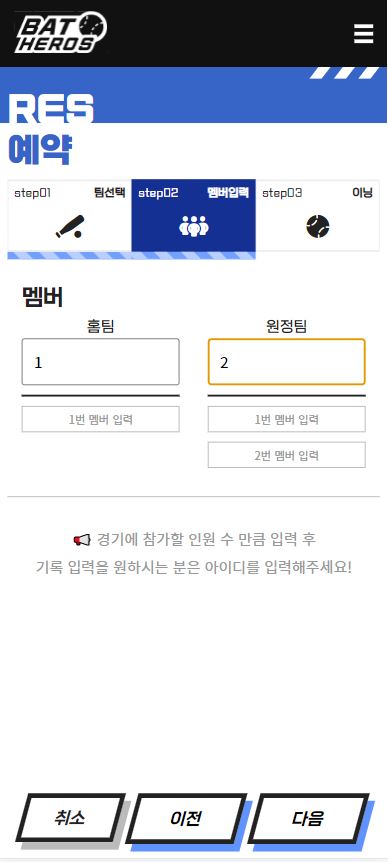 BAT
HEROS
RES
예약
step01 팀선택 step02 멤버입력 step03 이닝
멤버
홈팀 원정팀
1 2
1번 멤버 입력 1번 멤버 입력
2번 멤버 입력
경기에 참가할 인원 수 만큼 입력 후
기록 입력을 원하시는 분은 아이디를 입력해주세요!
취소 이전 다음